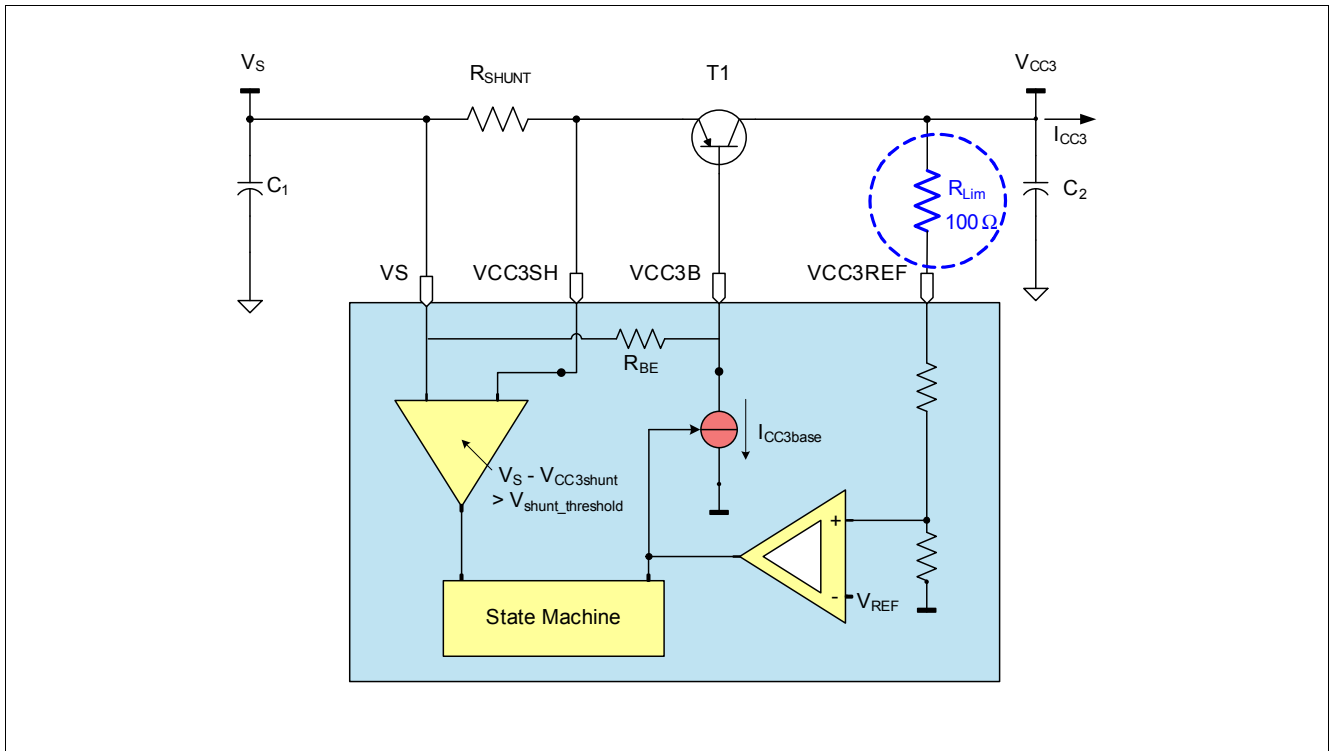 VS
RSHUNT
T1
VCC3
ICC3
C1
RLim
100 Ω
C2
VS
VCC3SH
VCC3B
VCC3REF
RBE
ICC3base
VS - VCC3shunt
> Vshunt_threshold
+
-
VREF
State Machine